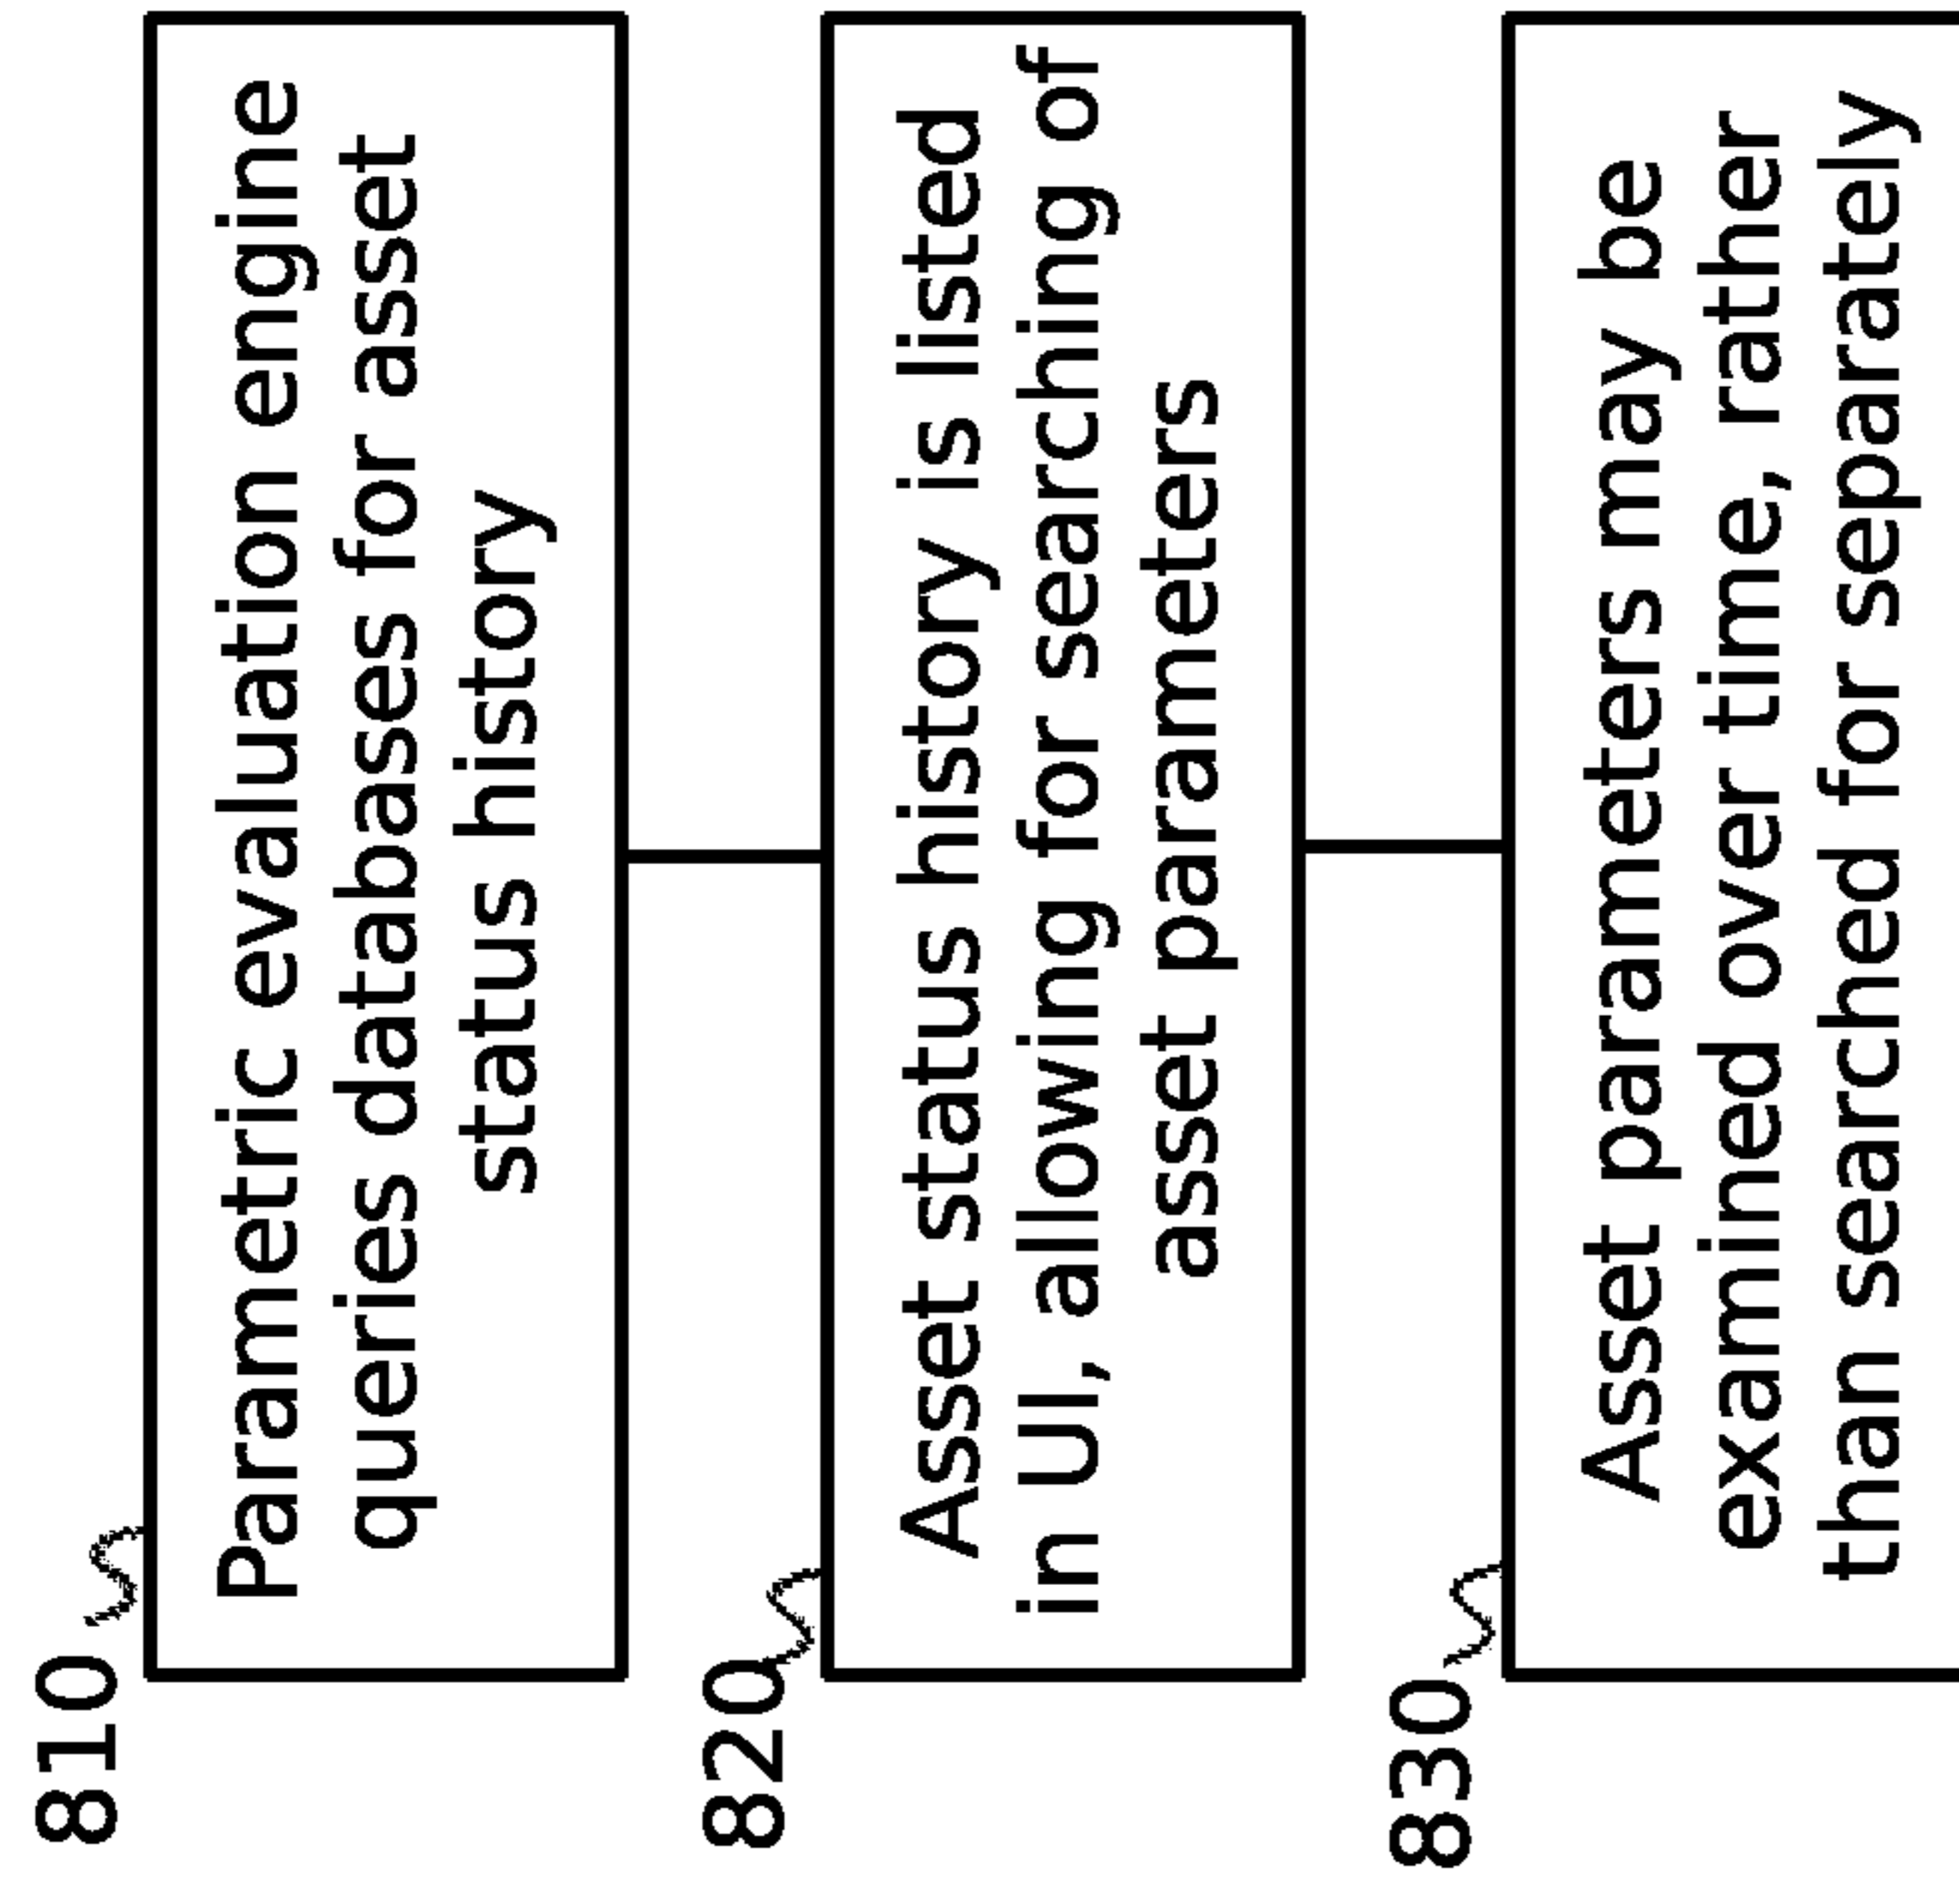 810
Parametric evaluation engine
queries databases for asset
status history
820
Asset status history is listed
in UI, allowing for searching of
asset parameters
830
Asset parameters may be
examined over time, rather
than searched for separately